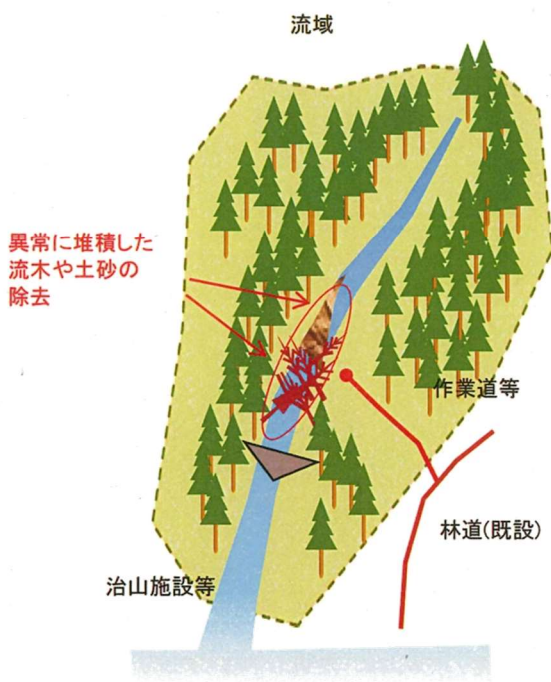 流域
異常に堆積した
流木や土砂の
除去
作業道等
林道(既設)
治山施設等